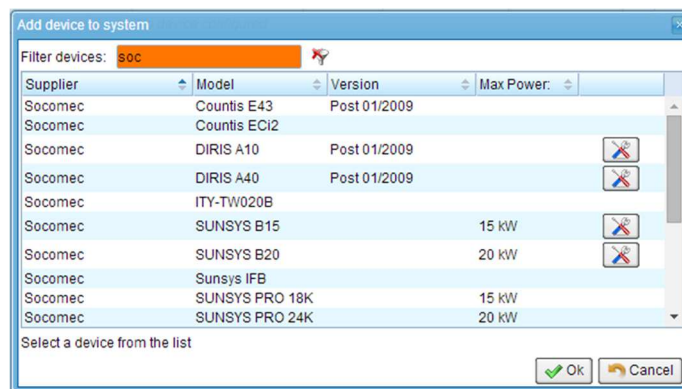 Add device to system
Filter devices: soc
Supplier Model Version Max Power:
Socomec Countis E43 Post 01/2009
Socomec Countis ECi2
Socomec DIRIS A10 Post 01/2009
Socomec DIRIS A40 Post 01/2009
Socomec ITY-TW020B
Socomec SUNSYS B15 15 kW
Socomec SUNSYS B20 20 kW
Socomec Sunsys IFB
Socomec SUNSYS PRO 18K 15 kW
Socomec SUNSYS PRO 24K 20 kW
Select a device from the list
Ok Cancel